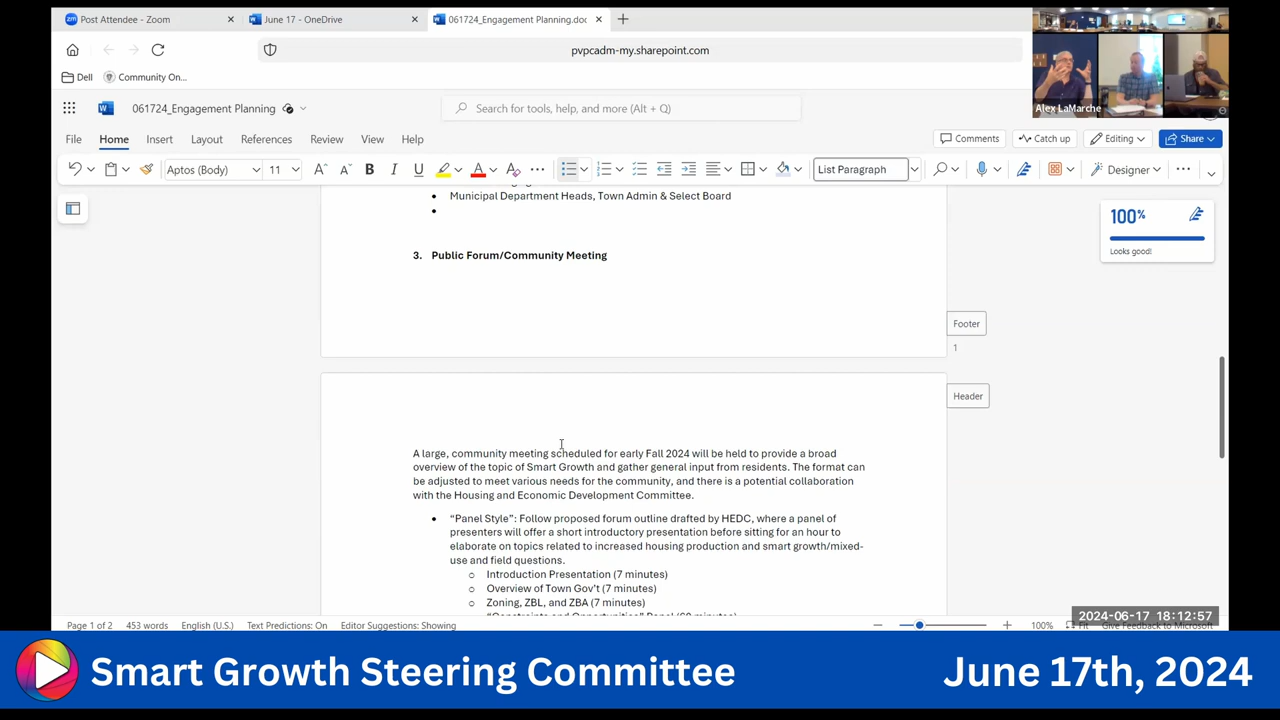 Post Attendee - Zoom
June 17 - OneDrive
061724_Engagement Planning.doc
pvpcadm-my.sharepoint.com
Dell
Community On...
Alex LaMarche
061724_Engagement Planning
Search for tools, help, and more (Alt + Q)
File Home Insert Layout References Review View Help
Comments Catch up Editing Share
Aptos (Body) 11 B I U A List Paragraph Designer
• Municipal Department Heads, Town Admin & Select Board
•
100%
Looks good!
3. Public Forum/Community Meeting
Footer
1
Header
A large, community meeting scheduled for early Fall 2024 will be held to provide a broad
overview of the topic of Smart Growth and gather general input from residents. The format can
be adjusted to meet various needs for the community, and there is a potential collaboration
with the Housing and Economic Development Committee.
• “Panel Style”: Follow proposed forum outline drafted by HEDC, where a panel of
presenters will offer a short introductory presentation before sitting for an hour to
elaborate on topics related to increased housing production and smart growth/mixed-
use and field questions.
o Introduction Presentation (7 minutes)
o Overview of Town Gov’t (7 minutes)
o Zoning, ZBL, and ZBA (7 minutes)
2024-06-17 18:12:57
Page 1 of 2 453 words English (U.S.) Text Predictions: On Editor Suggestions: Showing 100% Fit Give Feedback to Microsoft
Smart Growth Steering Committee
June 17th, 2024